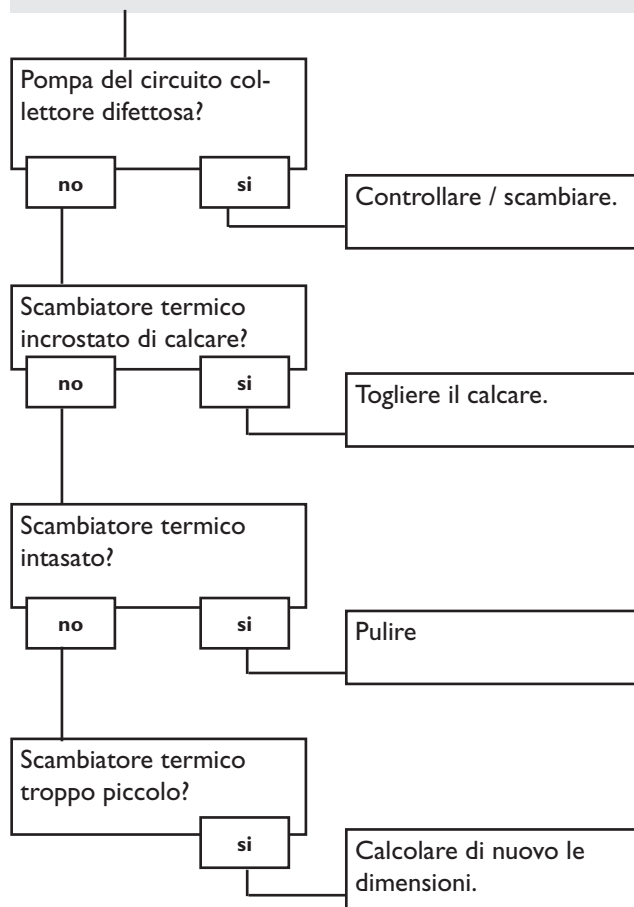 Pompa del circuito col-
lettore difettosa?
no
si
Controllare / scambiare.
Scambiatore termico
incrostato di calcare?
no
si
Togliere il calcare.
Scambiatore termico
intasato?
no
si
Pulire
Scambiatore termico
troppo piccolo?
si
Calcolare di nuovo le
dimensioni.